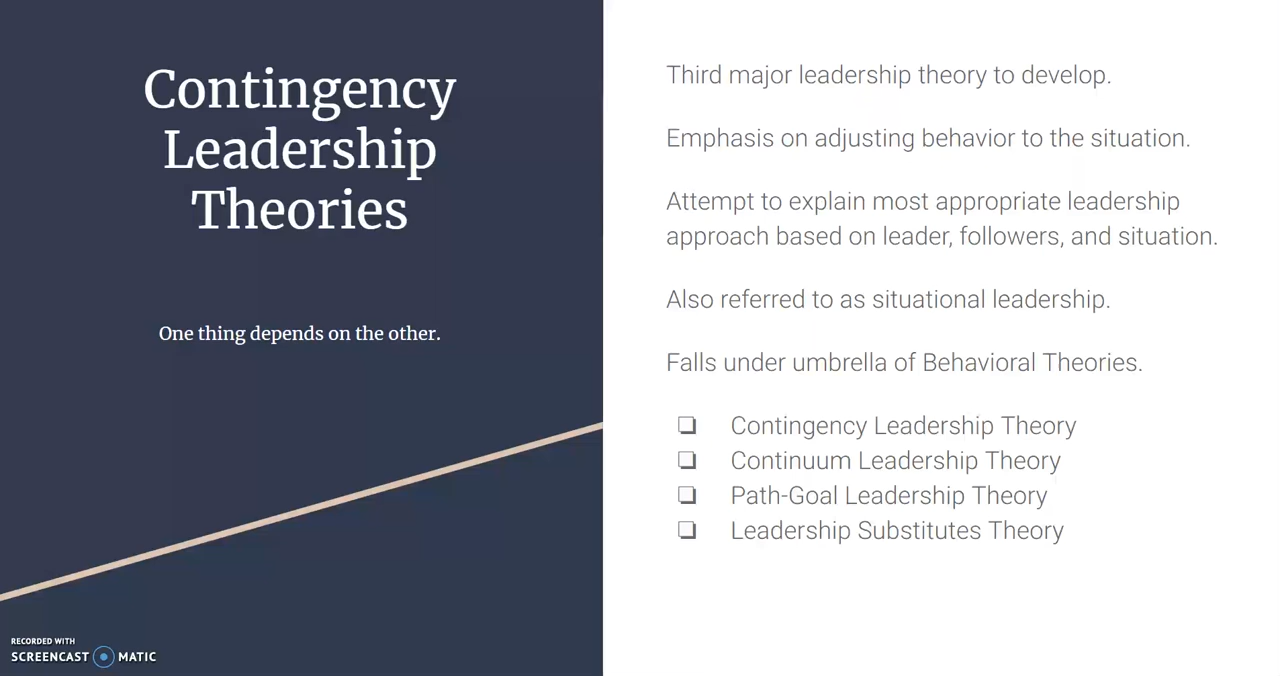 Contingency
Leadership
Theories
One thing depends on the other.
RECORDED WITH
SCREENCAST MATIC
Third major leadership theory to develop.
Emphasis on adjusting behavior to the situation.
Attempt to explain most appropriate leadership
approach based on leader, followers, and situation.
Also referred to as situational leadership.
Falls under umbrella of Behavioral Theories.
❏ Contingency Leadership Theory
❏ Continuum Leadership Theory
❏ Path-Goal Leadership Theory
❏ Leadership Substitutes Theory